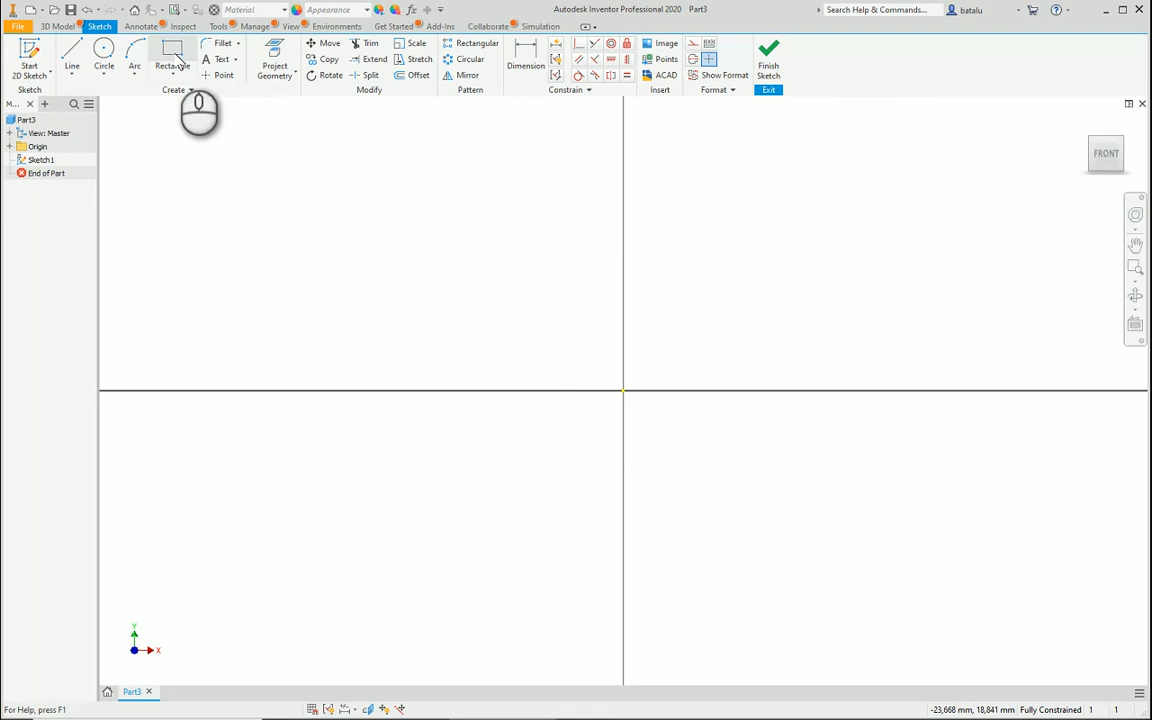 Material
Appearance
Autodesk Inventor Professional 2020 Part3
Search Help & Commands...
batalu
File
3D Model
Sketch
Annotate
Inspect
Tools
Manage
View
Environments
Get Started
Add-Ins
Collaborate
Simulation
Start
2D Sketch
Line
Circle
Arc
Rectangle
Fillet
Text
Point
Project
Geometry
Move
Copy
Rotate
Trim
Extend
Split
Scale
Stretch
Offset
Rectangular
Circular
Mirror
Dimension
Image
Points
ACAD
Show Format
Finish
Sketch
Sketch
Create
Modify
Pattern
Constrain
Insert
Format
Exit
M...
Part3
View: Master
Origin
Sketch1
End of Part
FRONT
Y
X
Part3
For Help, press F1
-23,668 mm, 18,841 mm Fully Constrained 1 1